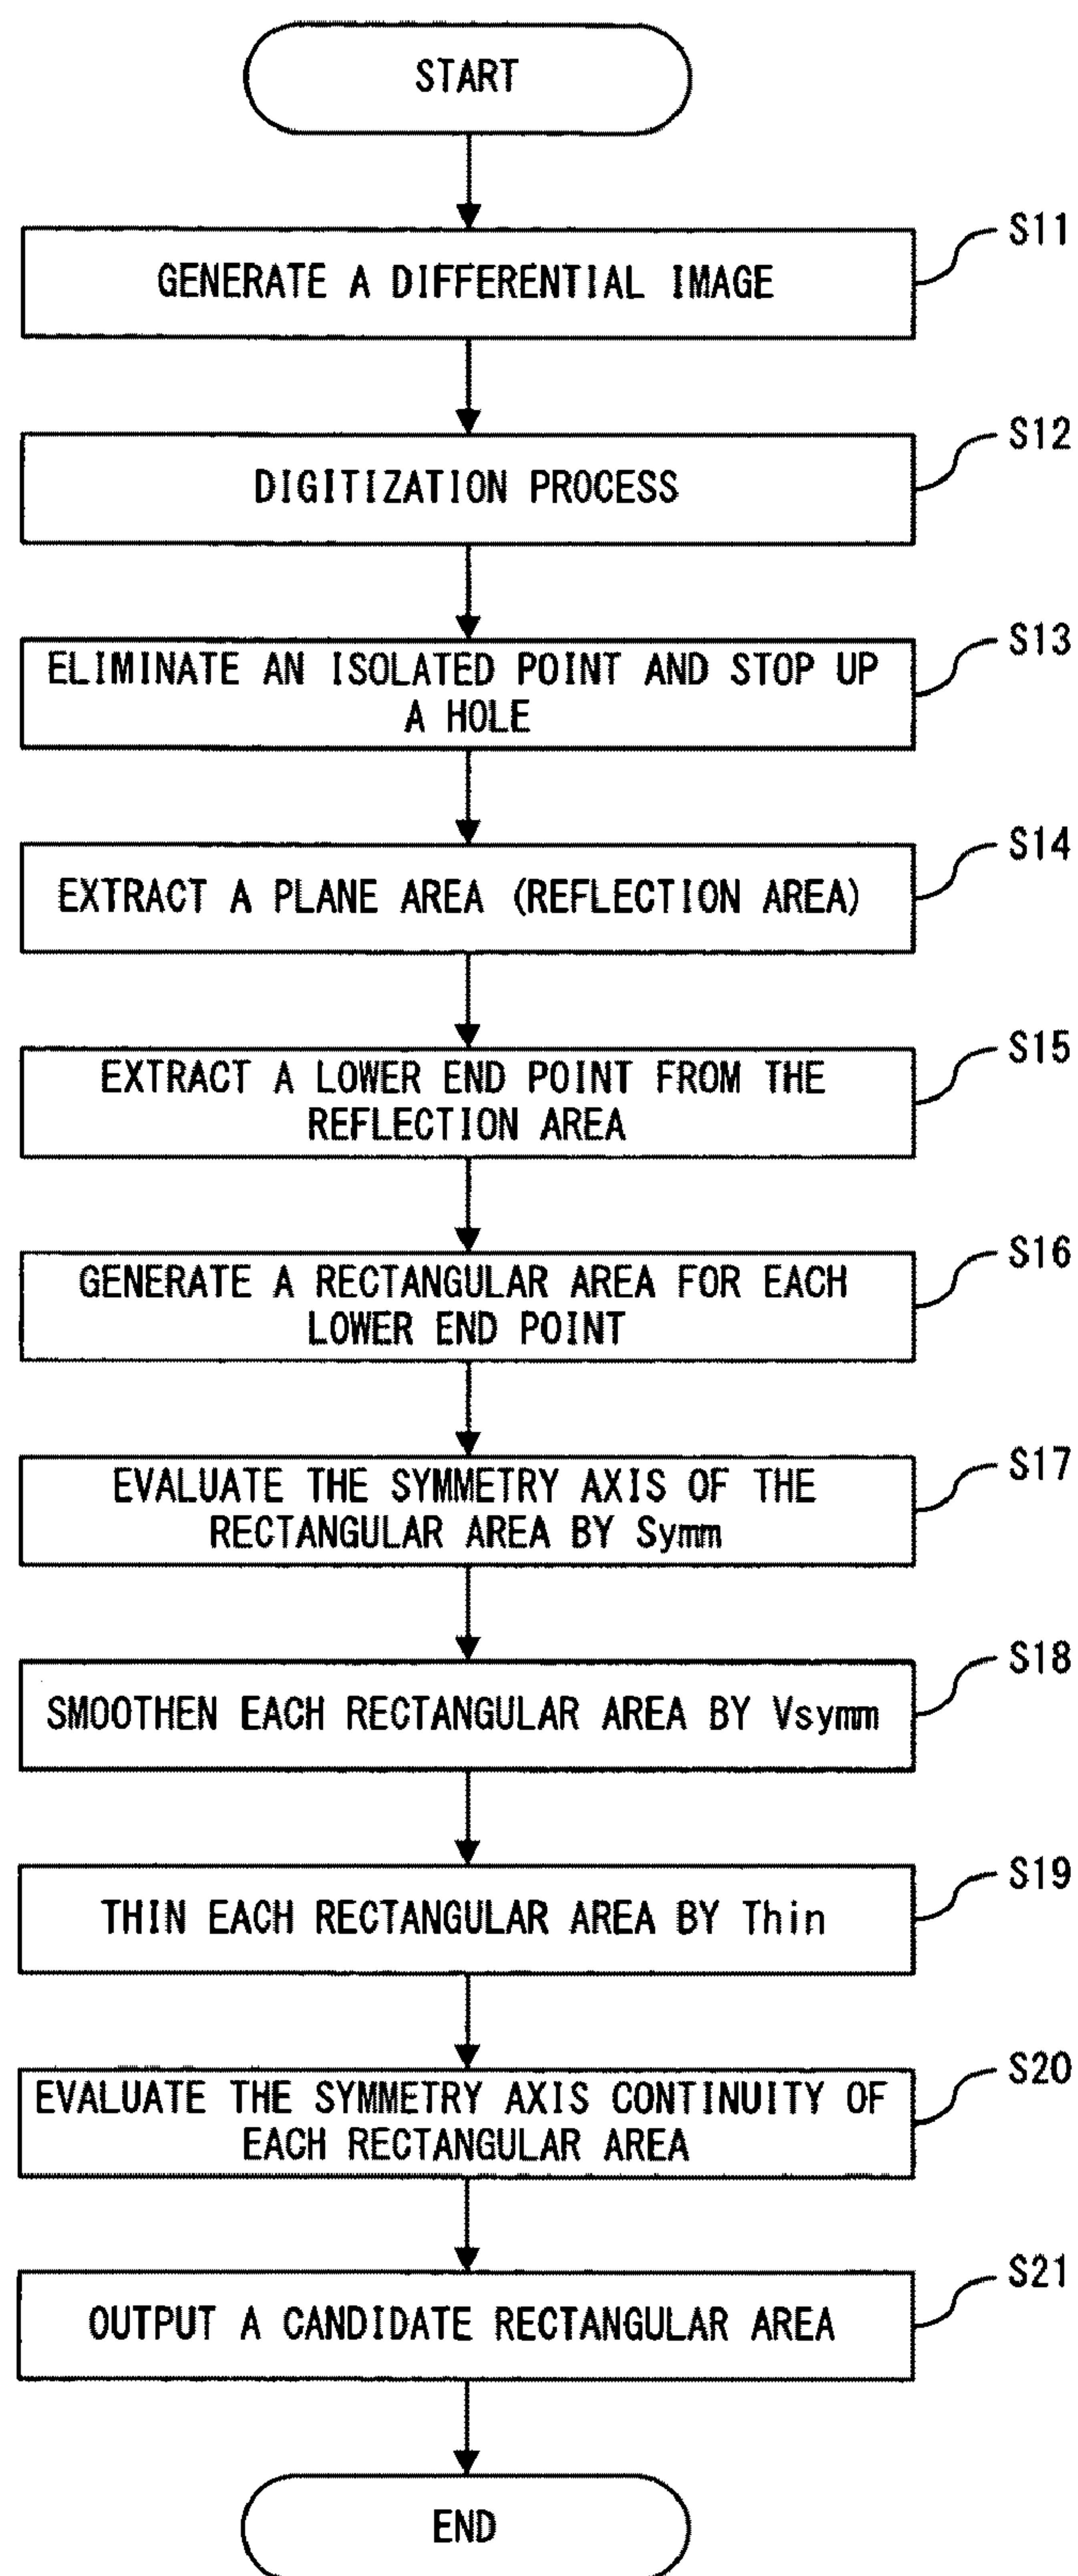 START
S11
GENERATE A DIFFERENTIAL IMAGE
S12
DIGITIZATION PROCESS
S13
ELIMINATE AN ISOLATED POINT AND STOP UP
A HOLE
S14
EXTRACT A PLANE AREA (REFLECTION AREA)
S15
EXTRACT A LOWER END POINT FROM THE
REFLECTION AREA
S16
GENERATE A RECTANGULAR AREA FOR EACH
LOWER END POINT
S17
EVALUATE THE SYMMETRY AXIS OF THE
RECTANGULAR AREA BY Symm
S18
SMOOTHEN EACH RECTANGULAR AREA BY Vsymm
S19
THIN EACH RECTANGULAR AREA BY Thin
S20
EVALUATE THE SYMMETRY AXIS CONTINUITY OF
EACH RECTANGULAR AREA
S21
OUTPUT A CANDIDATE RECTANGULAR AREA
END